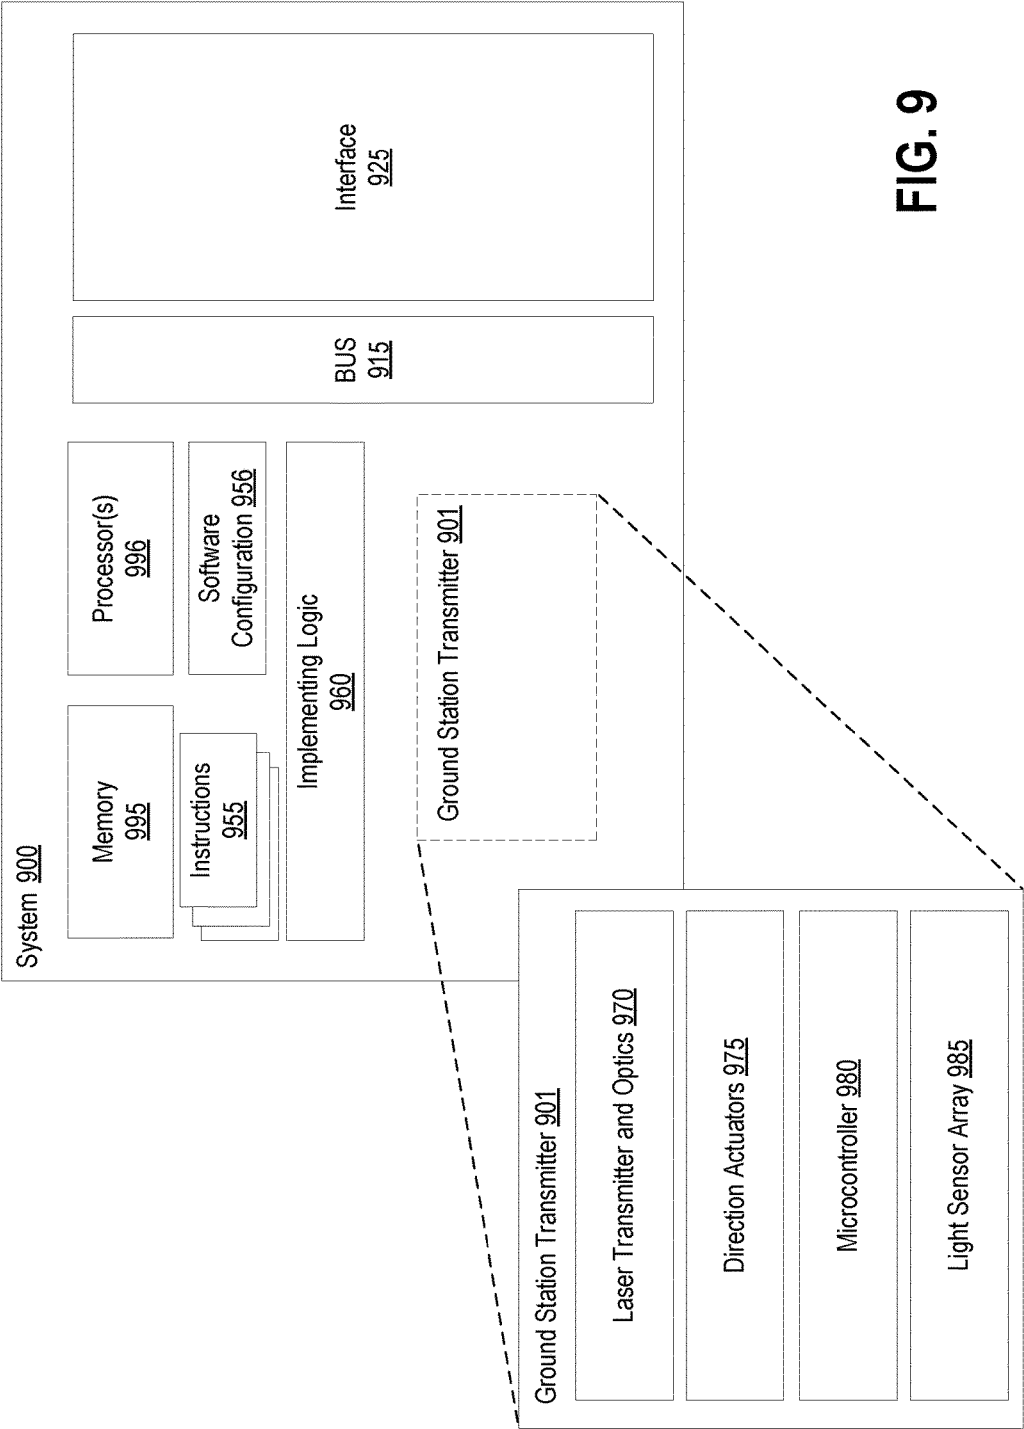 System 900
Memory
995
Processor(s)
996
Instructions
955
Software
Configuration 956
Implementing Logic
960
Ground Station Transmitter 901
BUS
915
Interface
925
Ground Station Transmitter 901
Laser Transmitter and Optics 970
Direction Actuators 975
Microcontroller 980
Light Sensor Array 985
FIG. 9